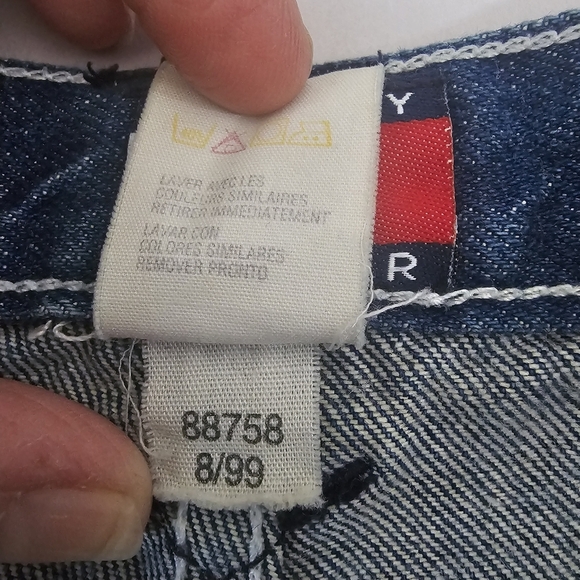 Y
R
LAVER AVEC LES
COULEURS SIMILAIRES
RETIRER IMMEDIATEMENT
LAVAR CON
COLORES SIMILARES
REMOVER PRONTO
88758
8/99